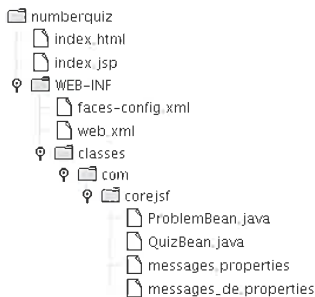 numberquiz
index.html
index.jsp
WEB-INF
faces-config.xml
web.xml
classes
com
corejsf
ProblemBean.java
QuizBean.java
messages.properties
messages_de.properties